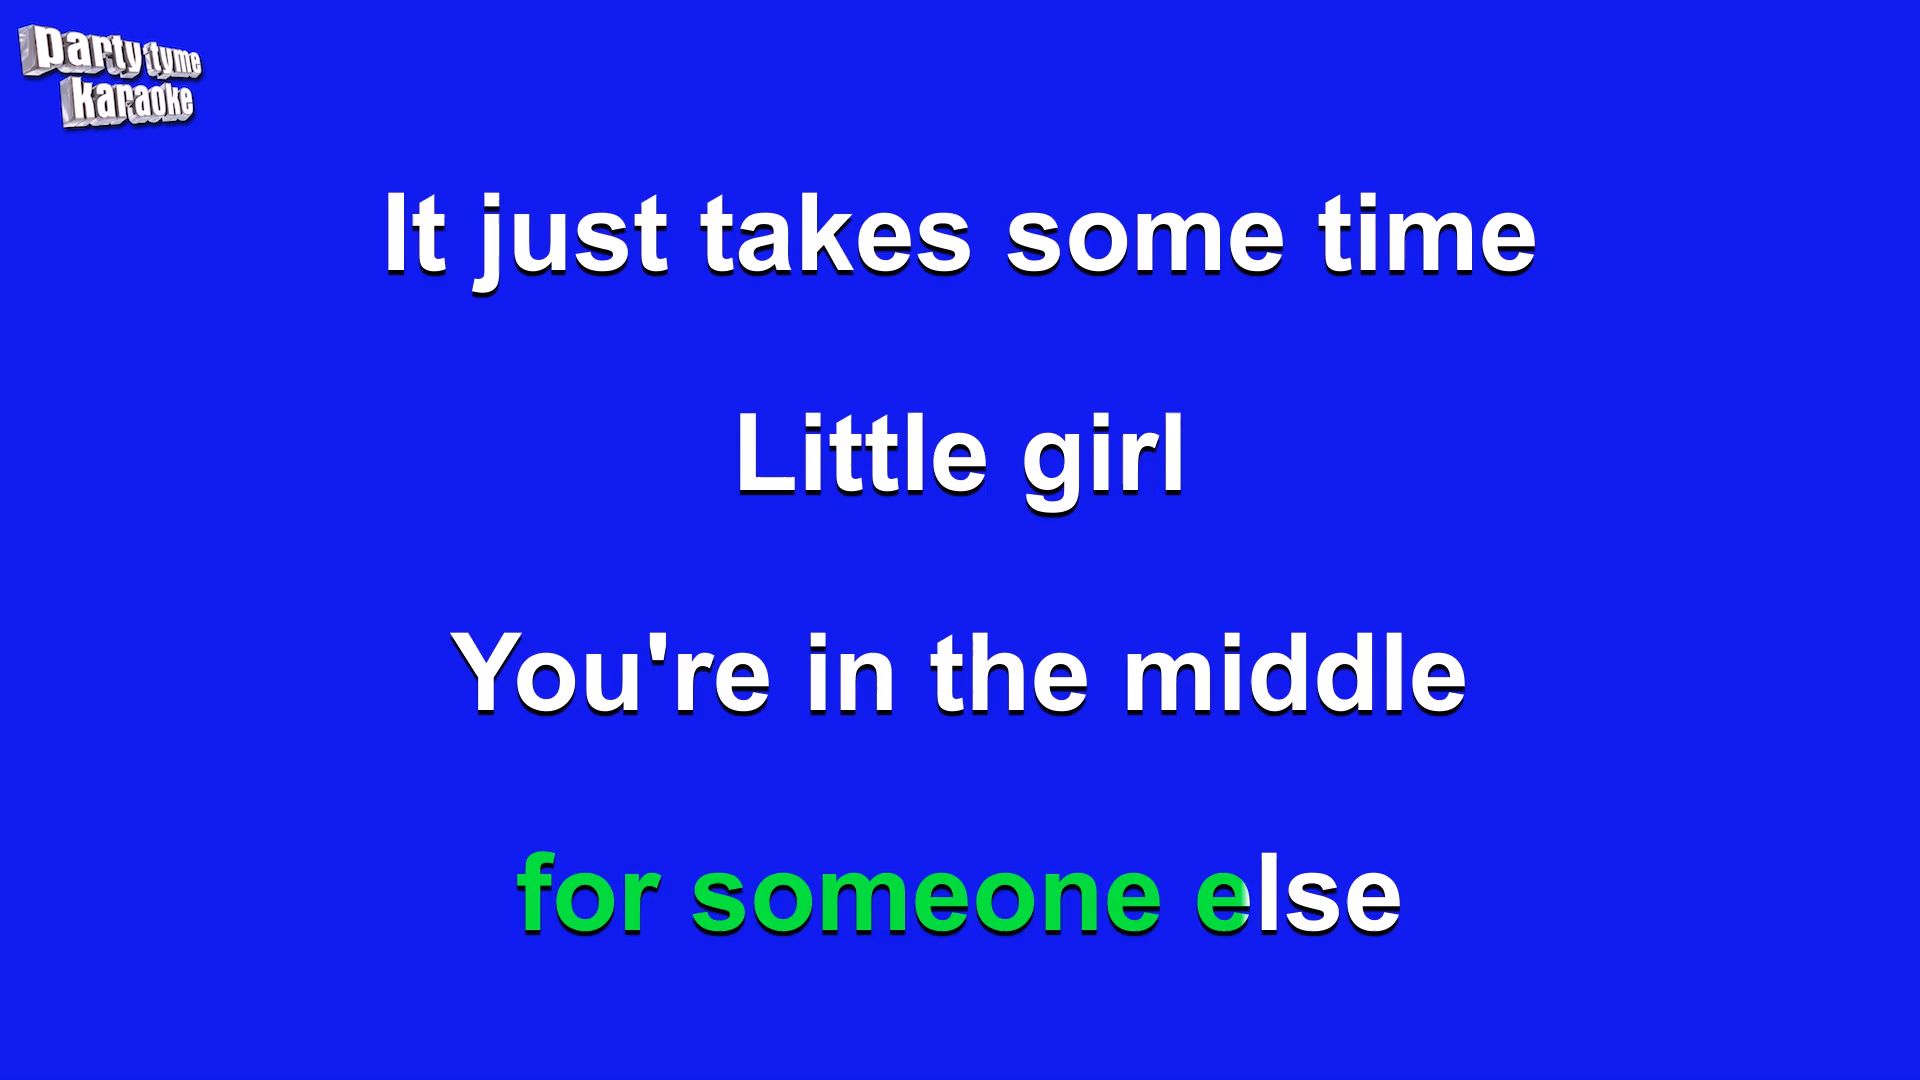 party tyme
karaoke
It just takes some time
Little girl
You're in the middle
for someone else